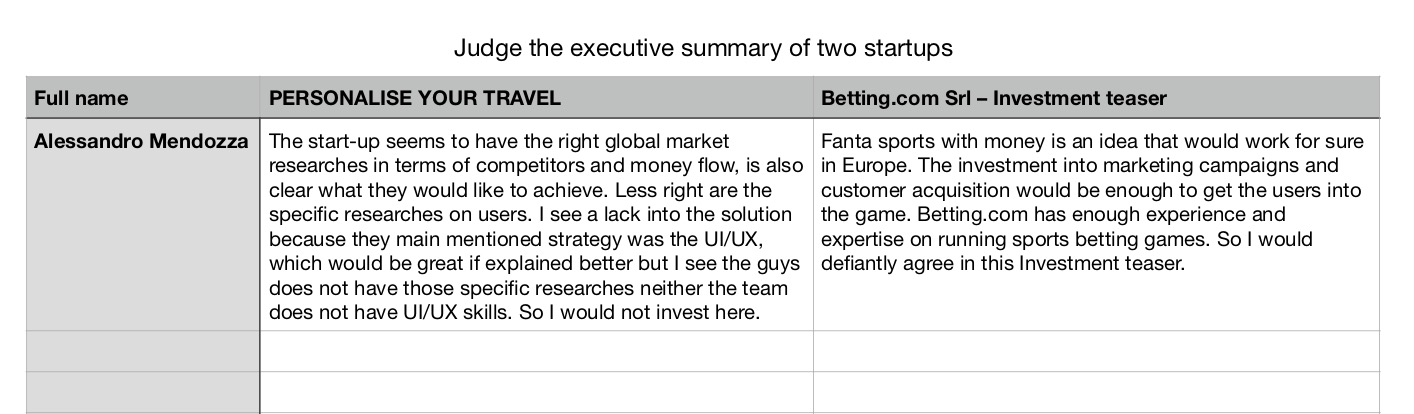 Judge the executive summary of two startups
Full name
PERSONALISE YOUR TRAVEL
Betting.com Srl – Investment teaser
Alessandro Mendozza
The start-up seems to have the right global market
researches in terms of competitors and money flow, is also
clear what they would like to achieve. Less right are the
specific researches on users. I see a lack into the solution
because they main mentioned strategy was the UI/UX,
which would be great if explained better but I see the guys
does not have those specific researches neither the team
does not have UI/UX skills. So I would not invest here.
Fanta sports with money is an idea that would work for sure
in Europe. The investment into marketing campaigns and
customer acquisition would be enough to get the users into
the game. Betting.com has enough experience and
expertise on running sports betting games. So I would
defiantly agree in this Investment teaser.